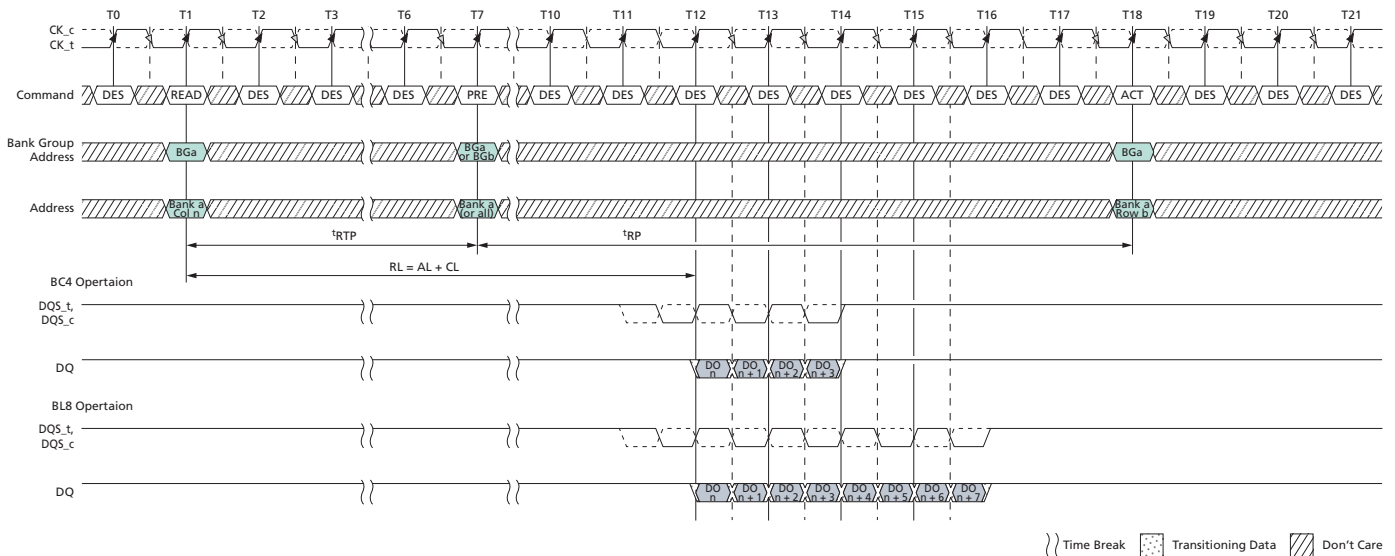 T0 T1 T2 T3 T6 T7 T10 T11 T12 T13 T14 T15 T16 T17 T18 T19 T20 T21
CK_c
CK_t
Command DES READ DES DES DES PRE DES DES DES DES DES DES DES DES ACT DES DES DES
Bank Group
Address
BGa
BGa
or BGb
BGa
Address
Bank a
Col n
Bank a
(or all)
Bank a
Row b
tRTP
tRP
RL = AL + CL
BC4 Opertaion
DQS_t,
DQS_c
DQ
DO
n
DO
n + 1
DO
n + 2
DO
n + 3
BL8 Opertaion
DQS_t,
DQS_c
DQ
DO
n
DO
n + 1
DO
n + 2
DO
n + 3
DO
n + 4
DO
n + 5
DO
n + 6
DO
n + 7
Time Break Transitioning Data Don't Care